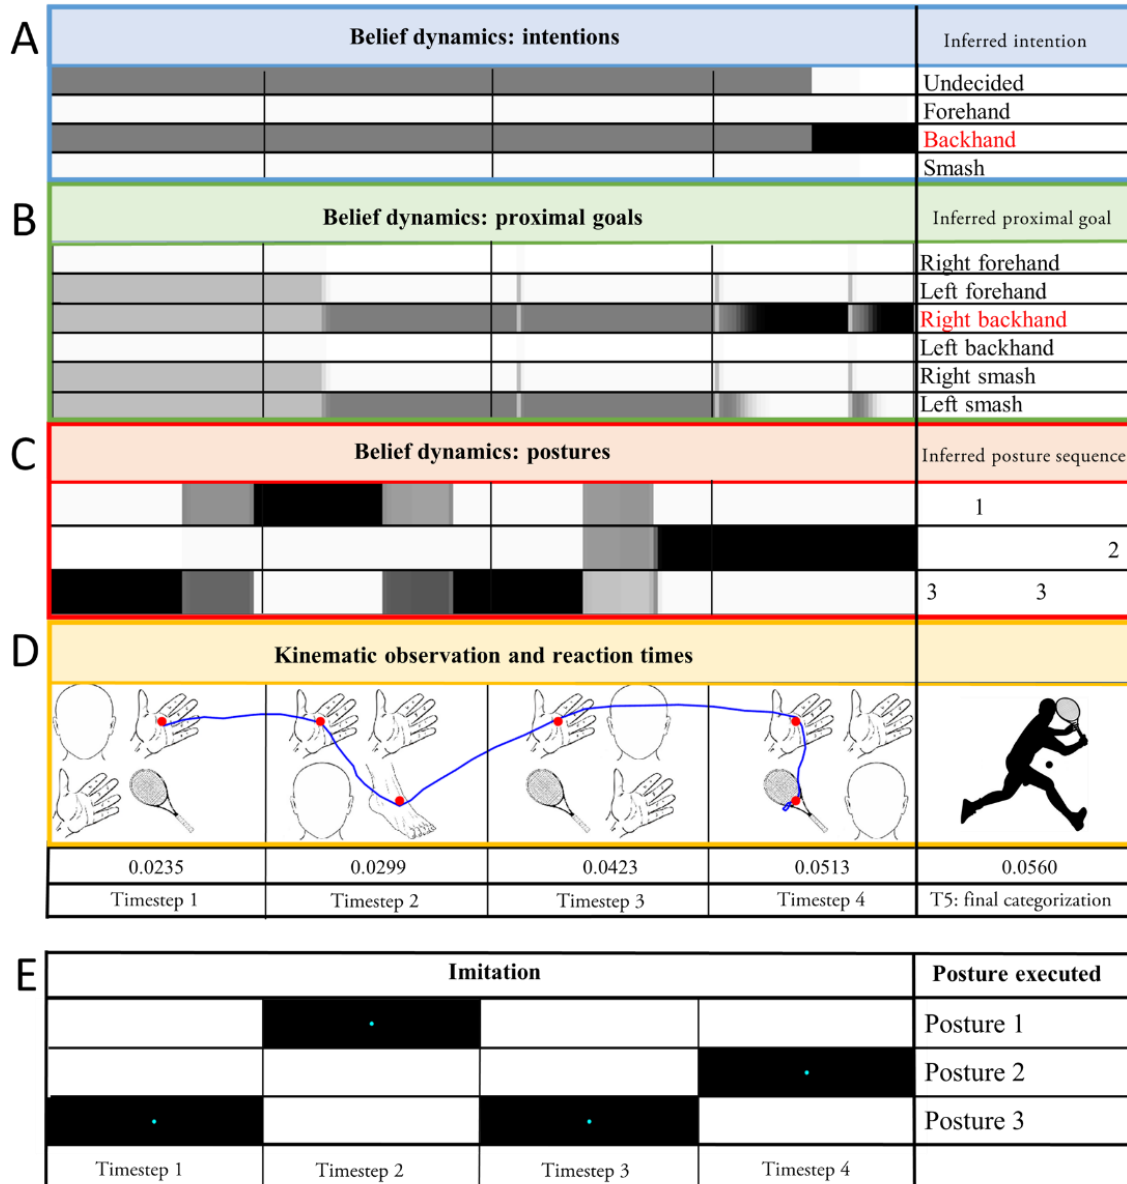 A
Belief dynamics: intentions
Inferred intention
Undecided
Forehand
Backhand
Smash
B
Belief dynamics: proximal goals
Inferred proximal goal
Right forehand
Left forehand
Right backhand
Left backhand
Right smash
Left smash
C
Belief dynamics: postures
Inferred posture sequence
1
2
3 3
D
Kinematic observation and reaction times
0.0235 0.0299 0.0423 0.0513 0.0560
Timestep 1 Timestep 2 Timestep 3 Timestep 4 T5: final categorization
E
Imitation
Posture executed
Posture 1
Posture 2
Posture 3
Timestep 1 Timestep 2 Timestep 3 Timestep 4